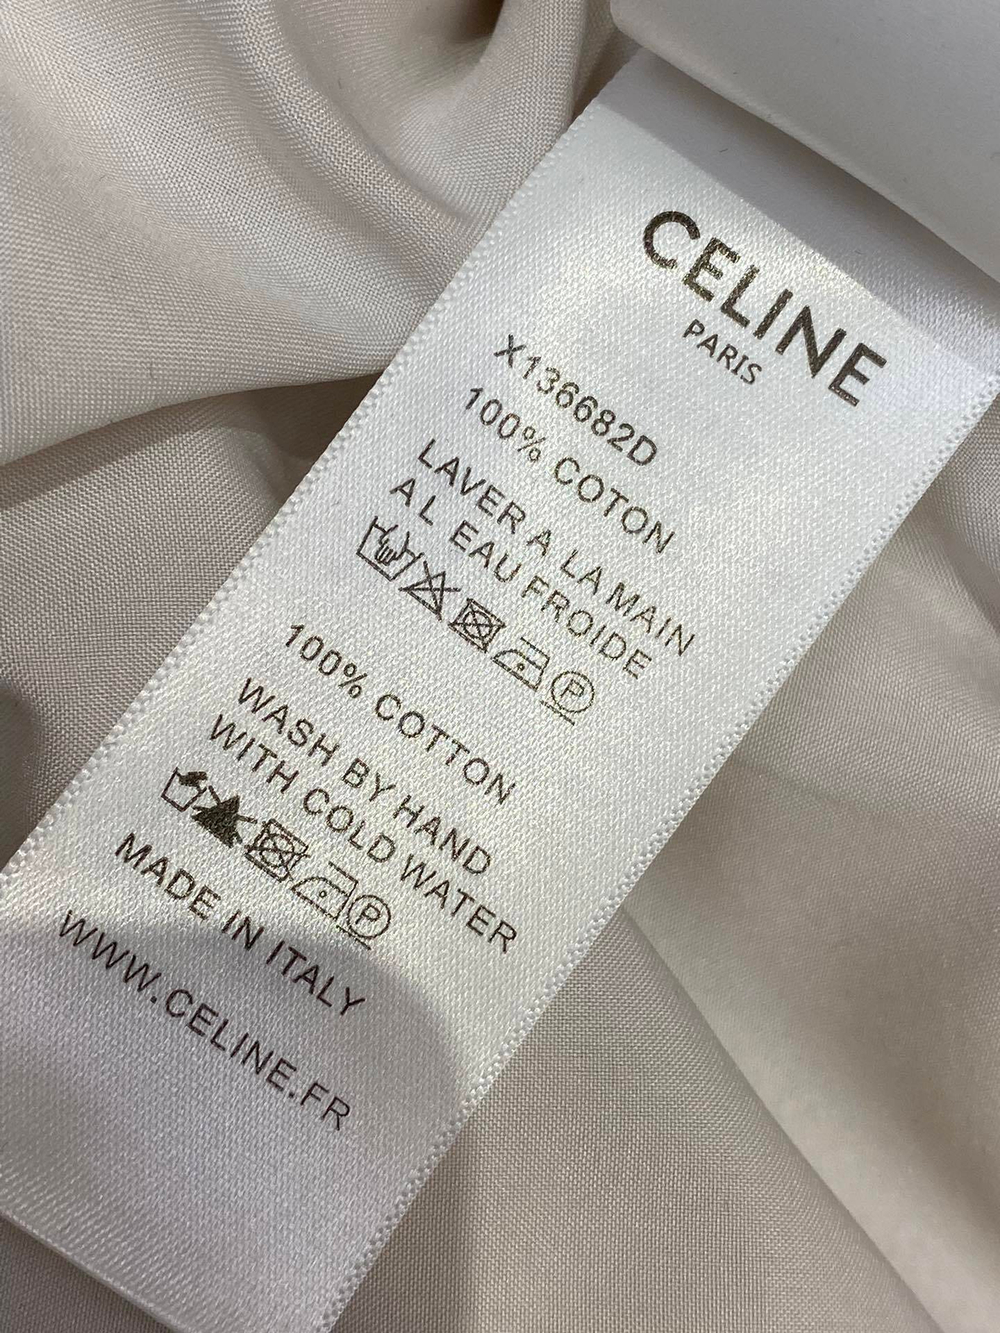 CELINE
PARIS
X136682D
100% COTON
LAVER A LA MAIN
A L EAU FROIDE
P
100% COTTON
WASH BY HAND
WITH COLD WATER
P
MADE IN ITALY
WWW.CELINE.FR